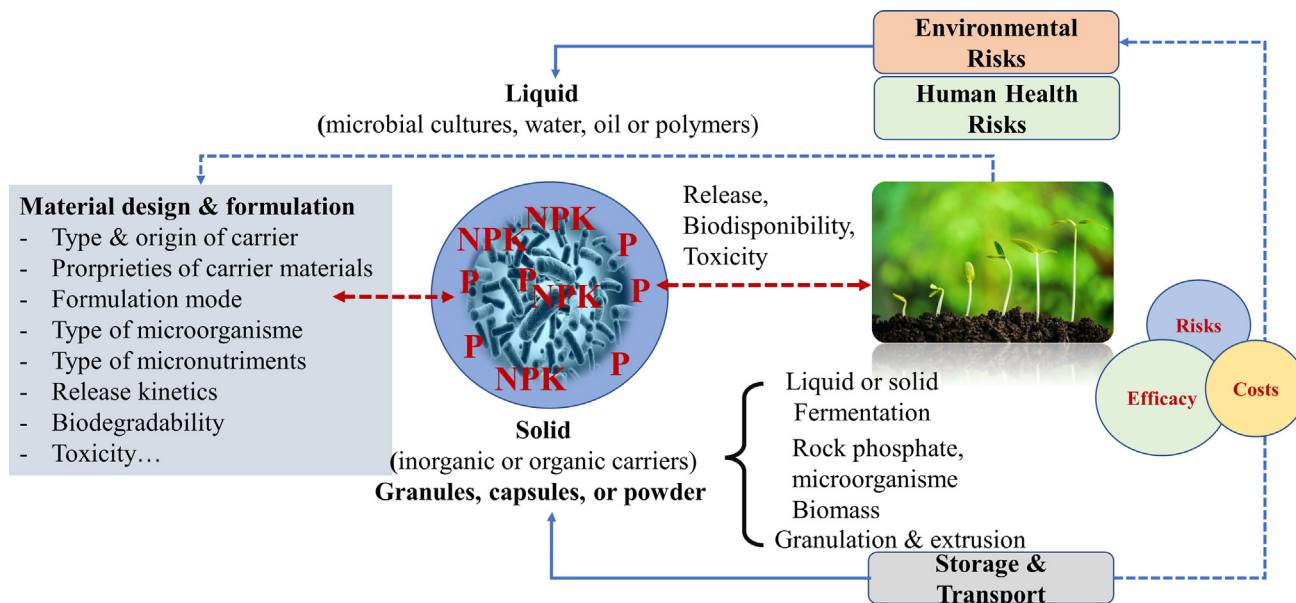 Environmental
Risks
Human Health
Risks
Liquid
(microbial cultures, water, oil or polymers)
Material design & formulation
- Type & origin of carrier
- Prorprieties of carrier materials
- Formulation mode
- Type of microorganisme
- Type of micronutriments
- Release kinetics
- Biodegradability
- Toxicity…
NPK
NPK
P
P
P
NPK
P
P
P
NPK
Release,
Biodisponibility,
Toxicity
Risks
Efficacy
Costs
Solid
(inorganic or organic carriers)
Granules, capsules, or powder
Liquid or solid
Fermentation
Rock phosphate,
microorganisme
Biomass
Granulation & extrusion
Storage &
Transport